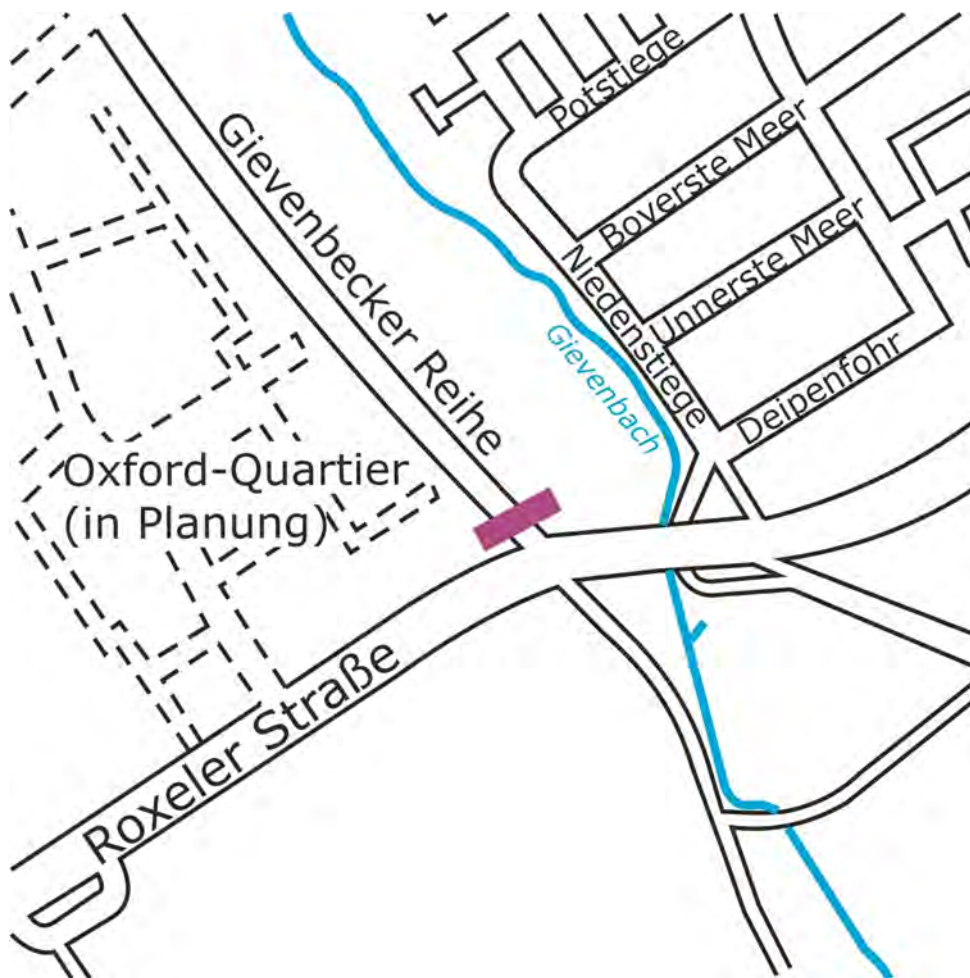 Potstiege
Gievenbecker Reihe
Boverste Meer
Niedenstiege
Unnerste Meer
Gievenbach
Deipenfohr
Oxford-Quartier
(in Planung)
Roxeler Straße